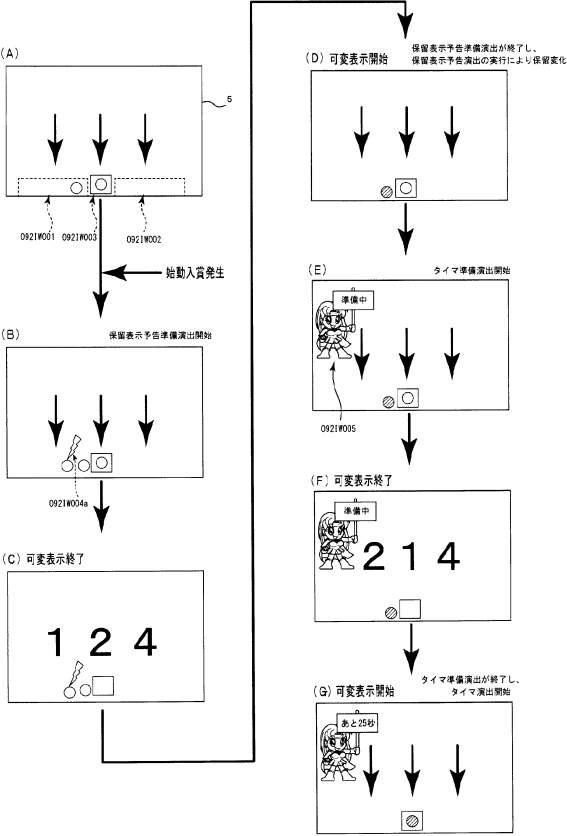 (A)
5
092IW001
092IW003
092IW002
始動入賞発生
(B)
保留表示予告準備演出開始
092IW004a
(C) 可変表示終了
1 2 4
(D) 可変表示開始
保留表示予告準備演出が終了し、
保留表示予告演出の実行により保留変化
(E)
タイマ準備演出開始
準備中
092IW005
(F) 可変表示終了
準備中
2 1 4
(G) 可変表示開始
タイマ準備演出が終了し、
タイマ演出開始
あと25秒